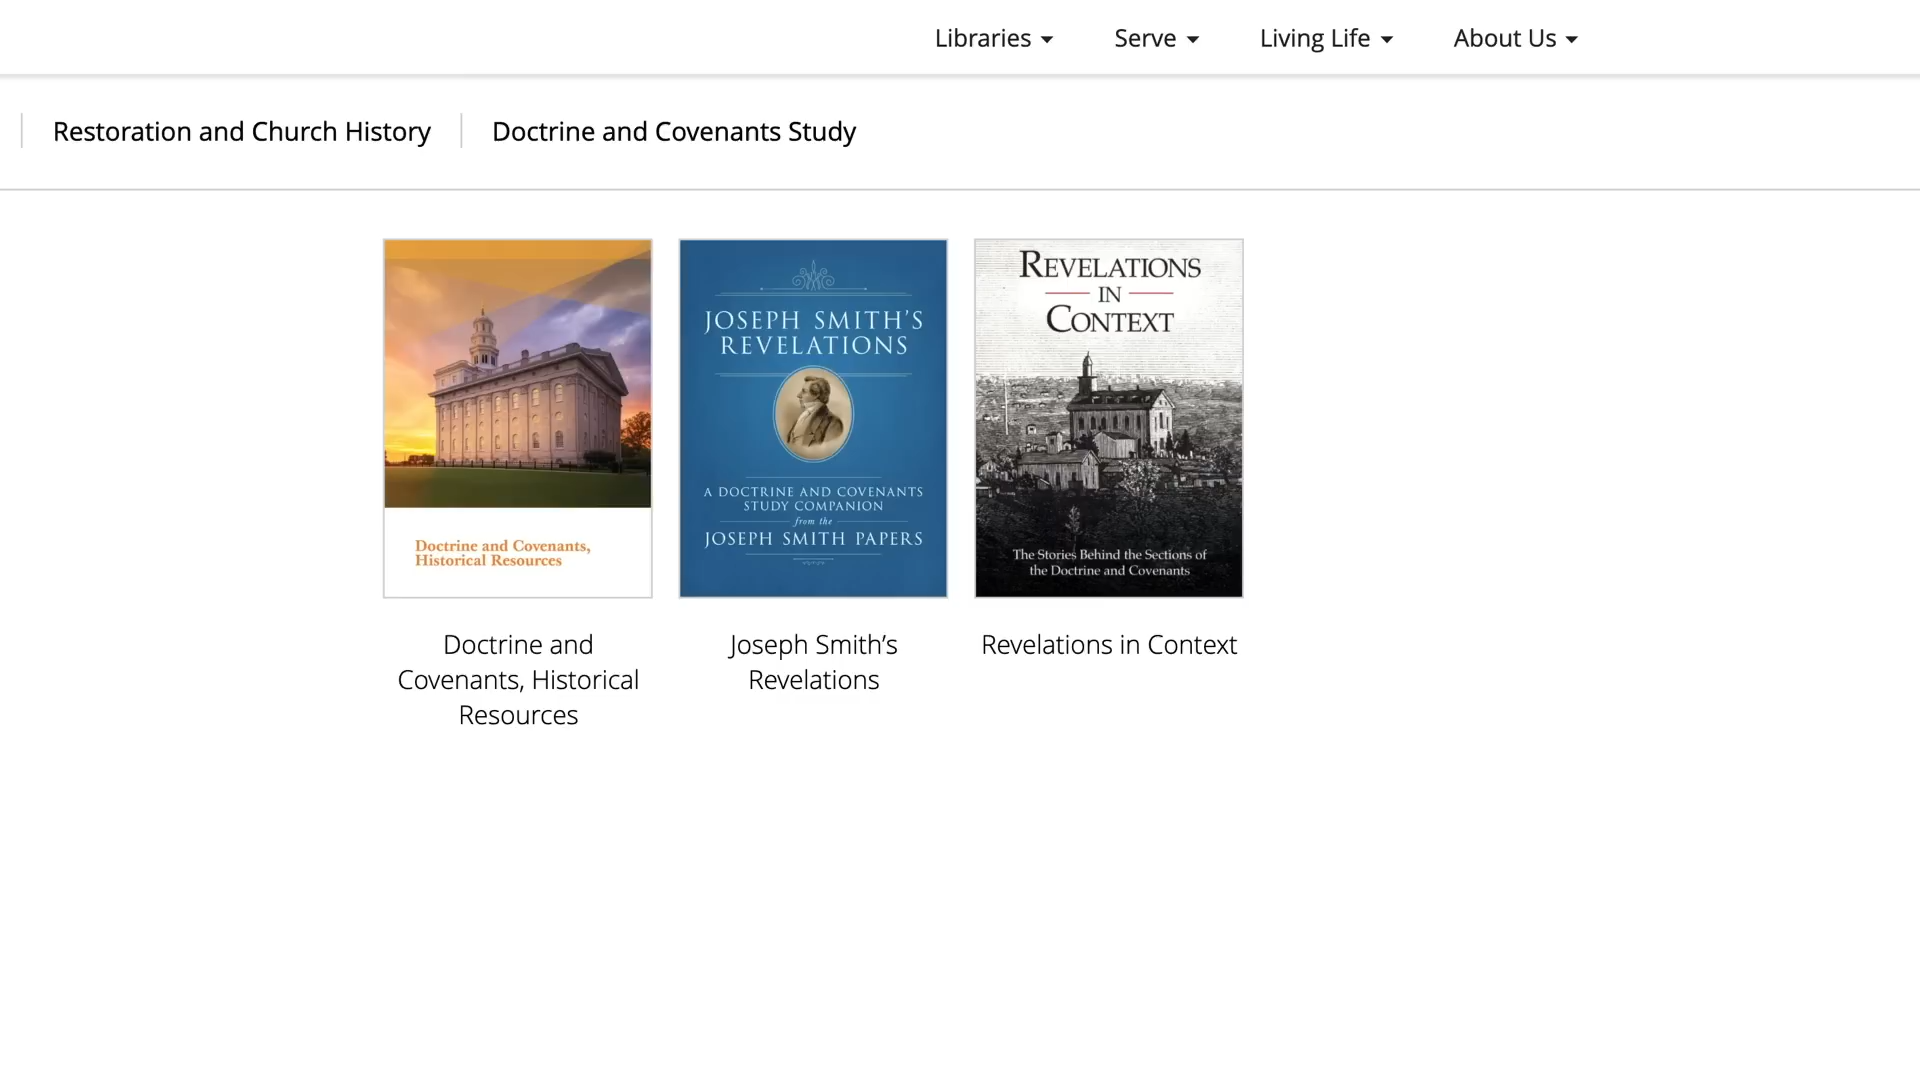 Libraries
Serve
Living Life
About Us
Restoration and Church History
Doctrine and Covenants Study
Doctrine and Covenants,
Historical Resources
JOSEPH SMITH'S
REVELATIONS
A DOCTRINE AND COVENANTS
STUDY COMPANION
from the
JOSEPH SMITH PAPERS
REVELATIONS
IN
CONTEXT
The Stories Behind the Sections of
the Doctrine and Covenants
Doctrine and
Covenants, Historical
Resources
Joseph Smith’s
Revelations
Revelations in Context